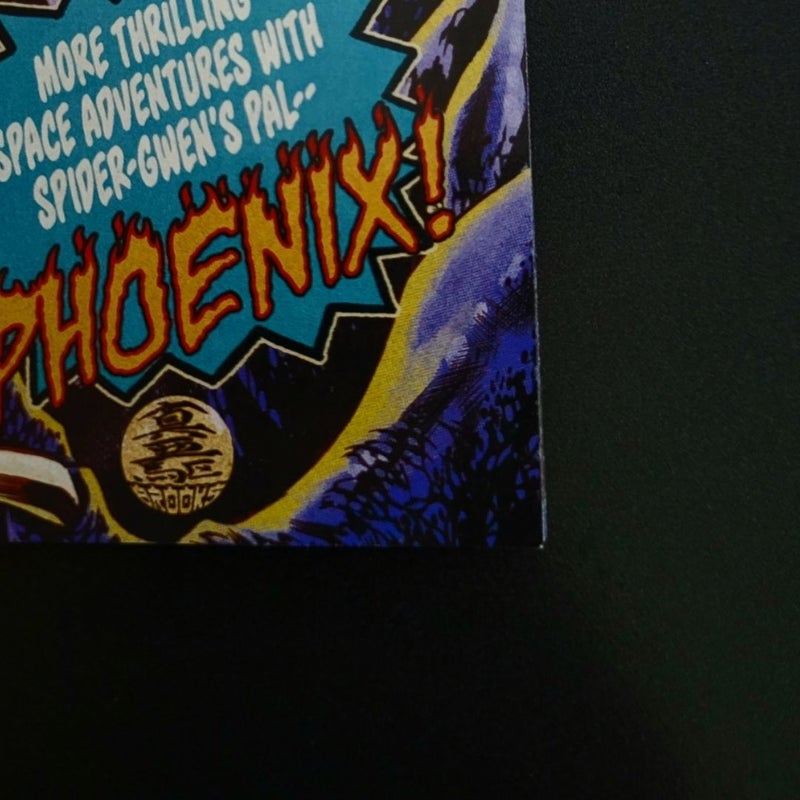 MORE THRILLING
SPACE ADVENTURES WITH
SPIDER-GWEN'S PAL--
PHOENIX!
BROOKS